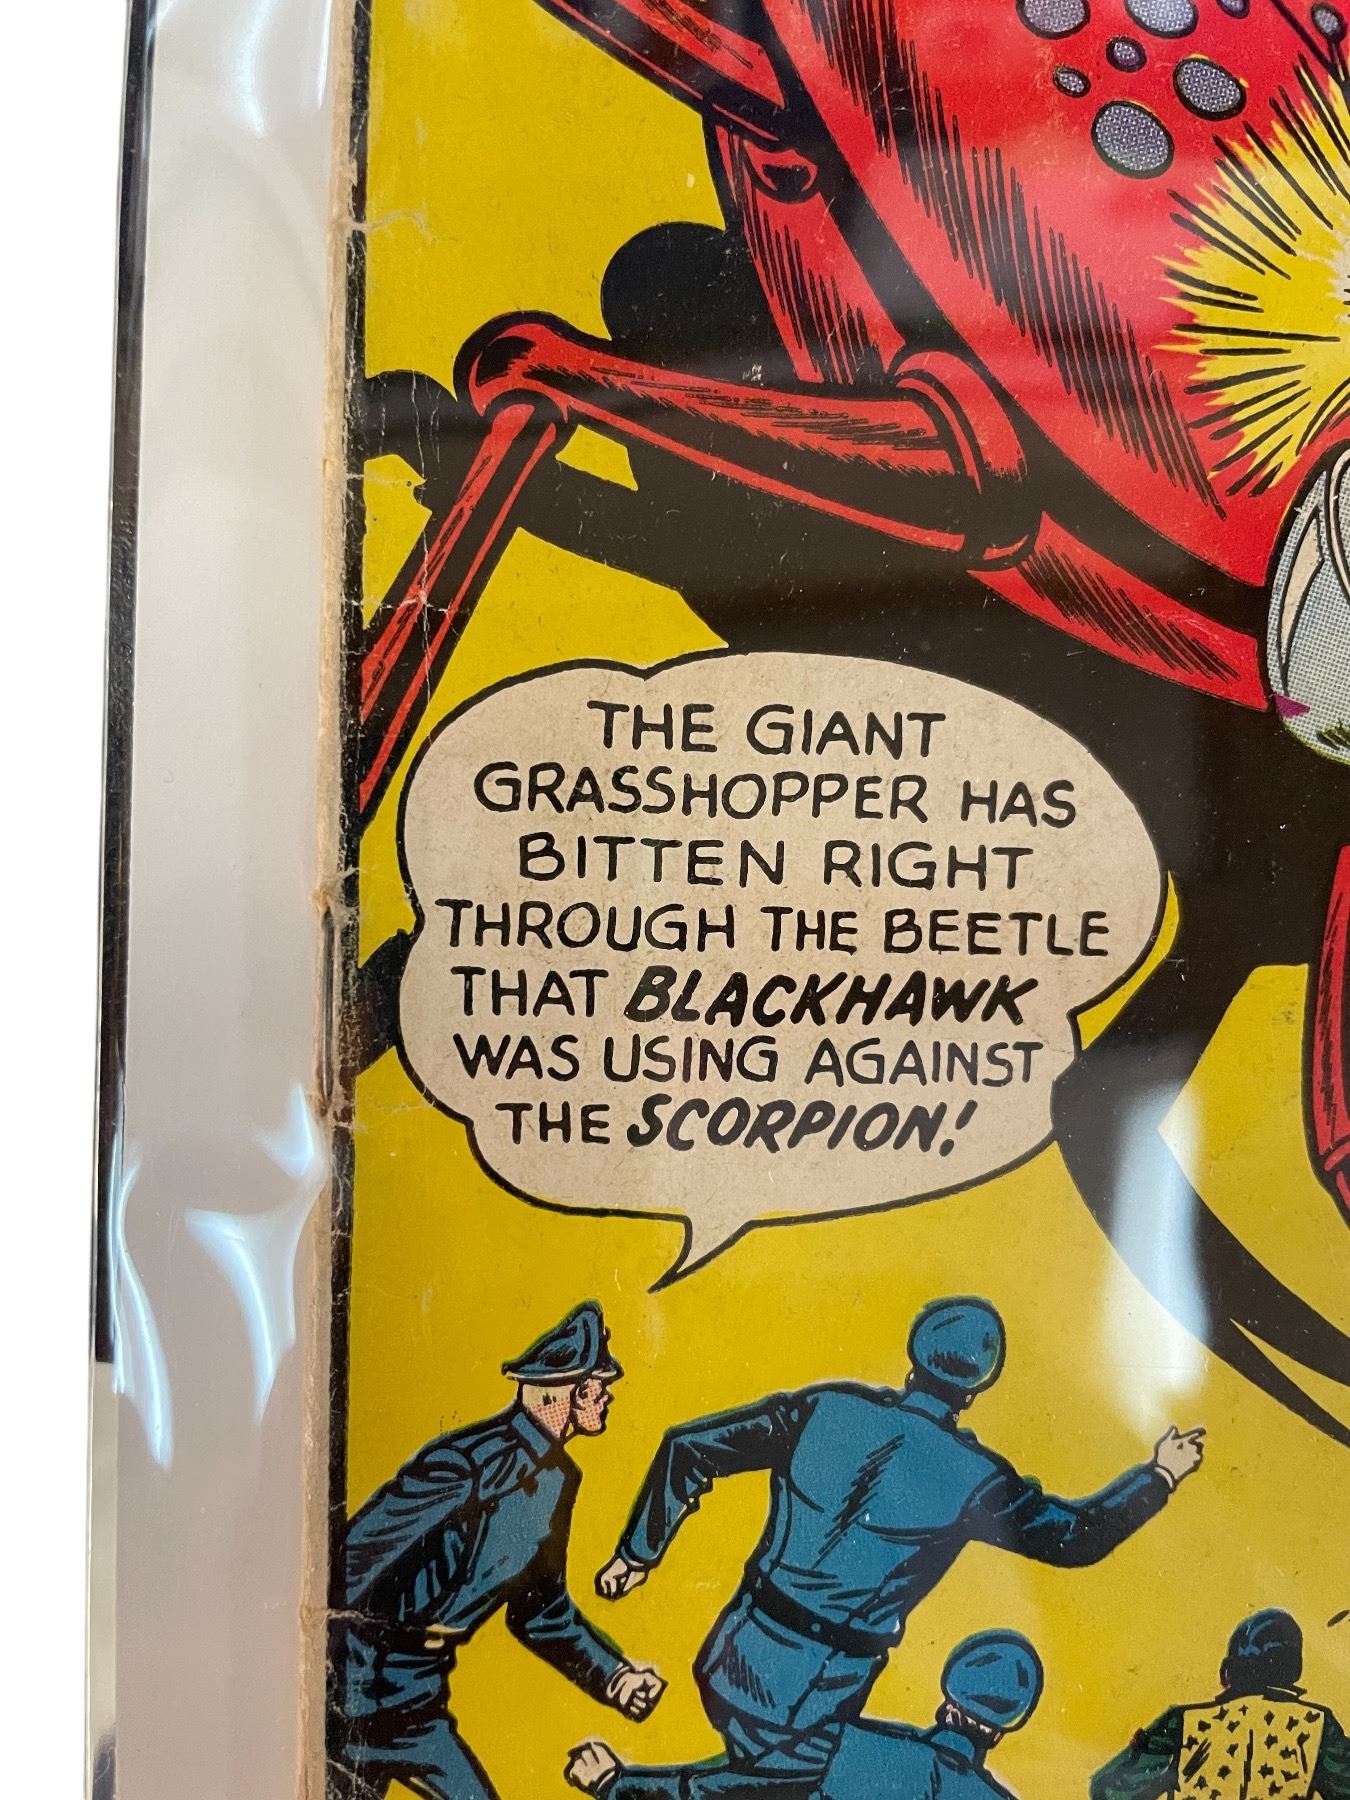 THE GIANT
GRASSHOPPER HAS
BITTEN RIGHT
THROUGH THE BEETLE
THAT BLACKHAWK
WAS USING AGAINST
THE SCORPION!